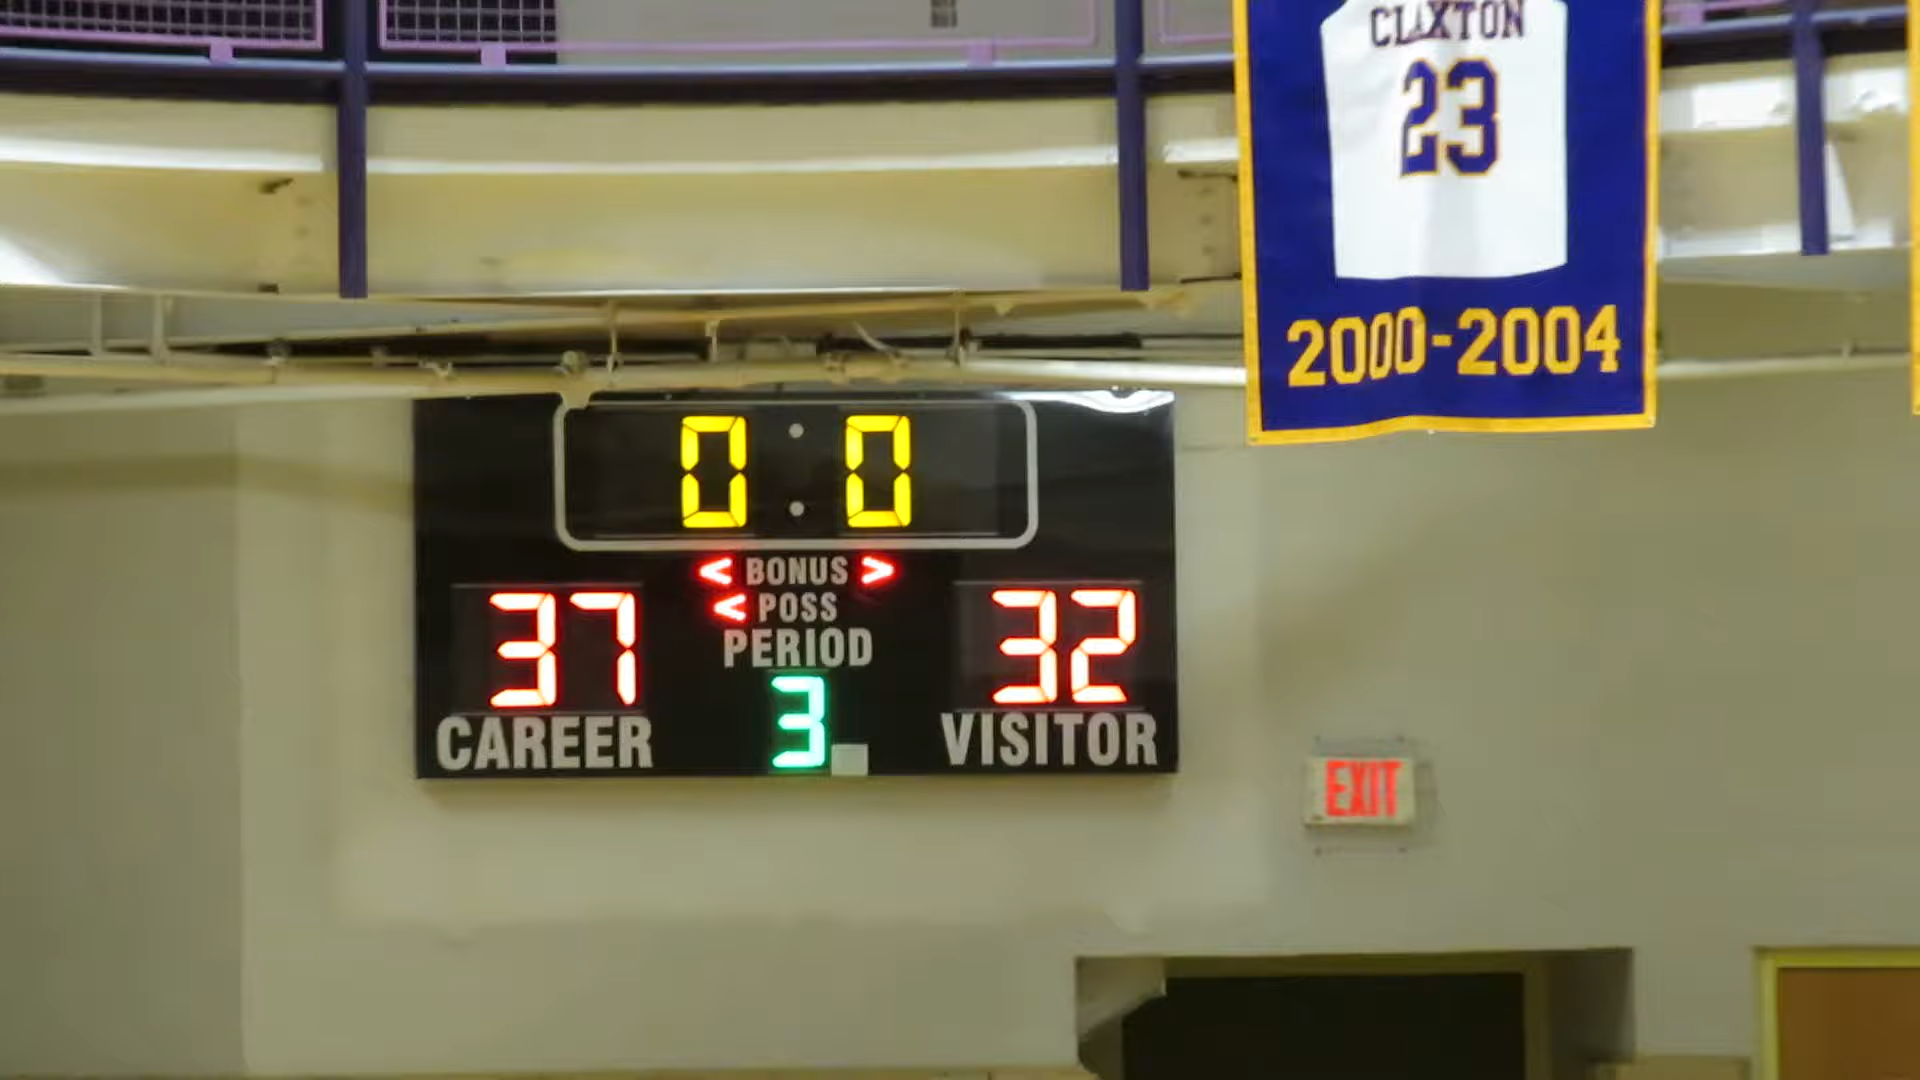 CLAXTON
23
2000-2004
0:0
< BONUS >
< POSS
PERIOD
37
32
3
CAREER
VISITOR
EXIT